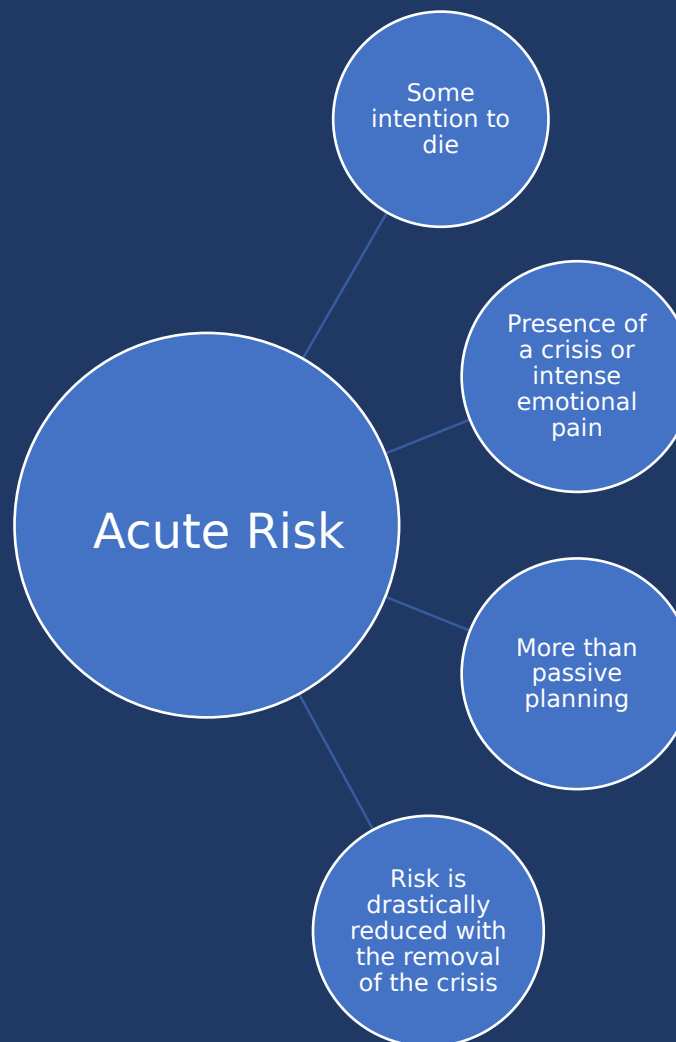 Some
intention to
die
Presence of
a crisis or
intense
emotional
pain
Acute Risk
More than
passive
planning
Risk is
drastically
reduced with
the removal
of the crisis